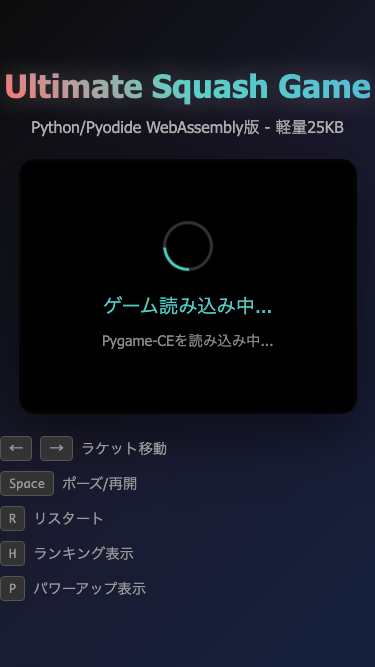 Ultimate Squash Game
Python/Pyodide WebAssembly版 - 軽量25KB
ゲーム読み込み中...
Pygame-CEを読み込み中...
← → ラケット移動
Space ポーズ/再開
R リスタート
H ランキング表示
P パワーアップ表示